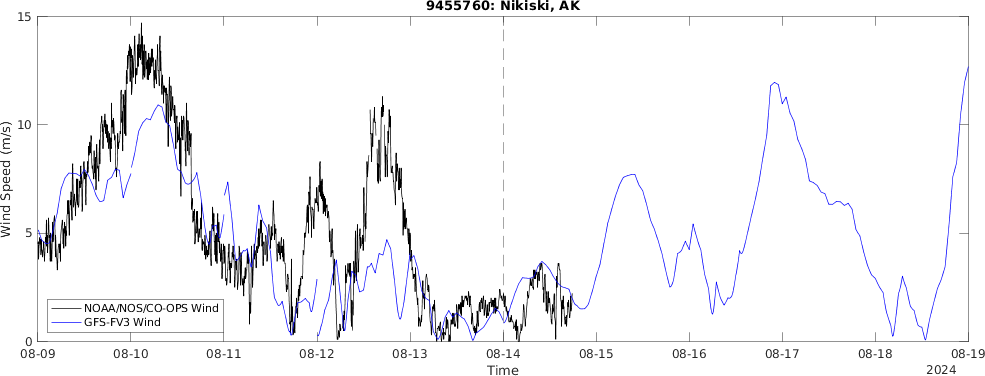 9455760: Nikiski, AK
Wind Speed (m/s)
15
10
5
0
NOAA/NOS/CO-OPS Wind
GFS-FV3 Wind
08-09 08-10 08-11 08-12 08-13 08-14 08-15 08-16 08-17 08-18 08-19
Time
2024